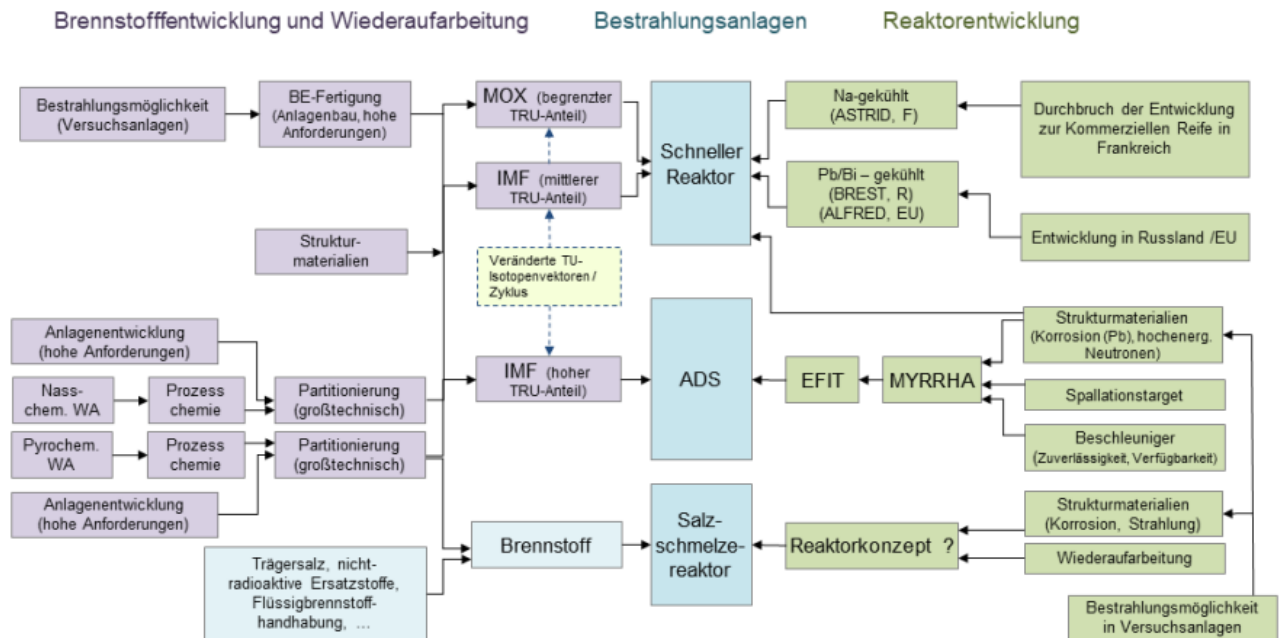 Brennstofffentwicklung und Wiederaufarbeitung
Bestrahlungsanlagen
Reaktorentwicklung
Bestrahlungsmöglichkeit
(Versuchsanlagen)
BE-Fertigung
(Anlagenbau, hohe
Anforderungen)
MOX (begrenzter
TRU-Anteil)
IMF (mittlerer
TRU-Anteil)
Struktur-
materialien
Veränderte TU-
Isotopenvektoren /
Zyklus
Anlagenentwicklung
(hohe Anforderungen)
Nass-
chem. WA
Prozess
chemie
Partitionierung
(großtechnisch)
IMF (hoher
TRU-Anteil)
Pyrochem.
WA
Prozess
chemie
Partitionierung
(großtechnisch)
Anlagenentwicklung
(hohe Anforderungen)
Trägersalz, nicht-
radioaktive Ersatzstoffe,
Flüssigbrennstoff-
handhabung, ...
Brennstoff
Schneller
Reaktor
ADS
Salz-
schmelze-
reaktor
Na-gekühlt
(ASTRID, F)
Durchbruch der Entwicklung
zur Kommerziellen Reife in
Frankreich
Pb/Bi – gekühlt
(BREST, R)
(ALFRED, EU)
Entwicklung in Russland /EU
EFIT
MYRRHA
Strukturmaterialien
(Korrosion (Pb), hochenerg.
Neutronen)
Spallationstarget
Beschleuniger
(Zuverlässigkeit, Verfügbarkeit)
Reaktorkonzept ?
Strukturmaterialien
(Korrosion, Strahlung)
Wiederaufarbeitung
Bestrahlungsmöglichkeit
in Versuchsanlagen